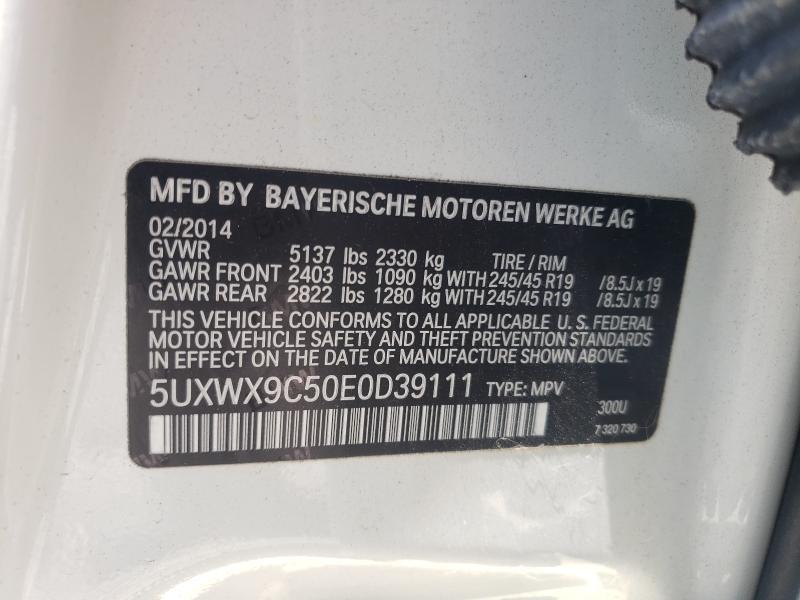 MFD BY BAYERISCHE MOTOREN WERKE AG
02/2014
GVWR 5137 lbs 2330 kg TIRE / RIM
GAWR FRONT 2403 lbs 1090 kg WITH 245/45 R19 /8.5J x 19
GAWR REAR 2822 lbs 1280 kg WITH 245/45 R19 /8.5J x 19
THIS VEHICLE CONFORMS TO ALL APPLICABLE U. S. FEDERAL
MOTOR VEHICLE SAFETY AND THEFT PREVENTION STANDARDS
IN EFFECT ON THE DATE OF MANUFACTURE SHOWN ABOVE.
5UXWX9C50E0D39111 TYPE: MPV
300U
7 320 730